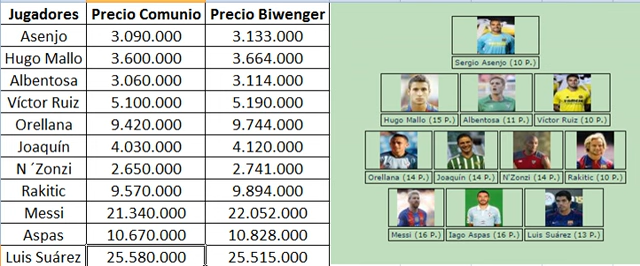 Jugadores Precio Comunio Precio Biwenger
Asenjo 3.090.000 3.133.000
Hugo Mallo 3.600.000 3.664.000
Albentosa 3.060.000 3.114.000
Víctor Ruiz 5.100.000 5.190.000
Orellana 9.420.000 9.744.000
Joaquín 4.030.000 4.120.000
N ´Zonzi 2.650.000 2.741.000
Rakitic 9.570.000 9.894.000
Messi 21.340.000 22.052.000
Aspas 10.670.000 10.828.000
Luis Suárez 25.580.000 25.515.000
Sergio Asenjo (10 P.)
Hugo Mallo (15 P.) Albentosa (11 P.) Víctor Ruiz (10 P.)
Orellana (14 P.) Joaquín (14 P.) N'Zonzi (14 P.) Rakitic (10 P.)
Messi (16 P.) Iago Aspas (16 P.) Luis Suárez (13 P.)